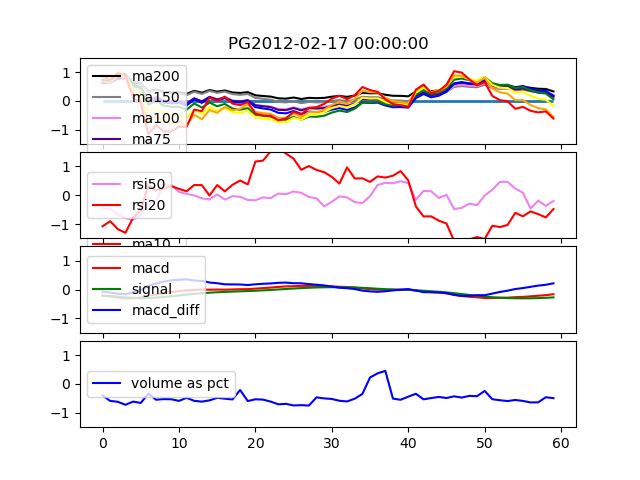 PG2012-02-17 00:00:00
1
0
−1
ma200
ma150
ma100
ma75
1
0
−1
rsi50
rsi20
ma10
1
0
−1
macd
signal
macd_diff
1
0
−1
volume as pct
0 10 20 30 40 50 60